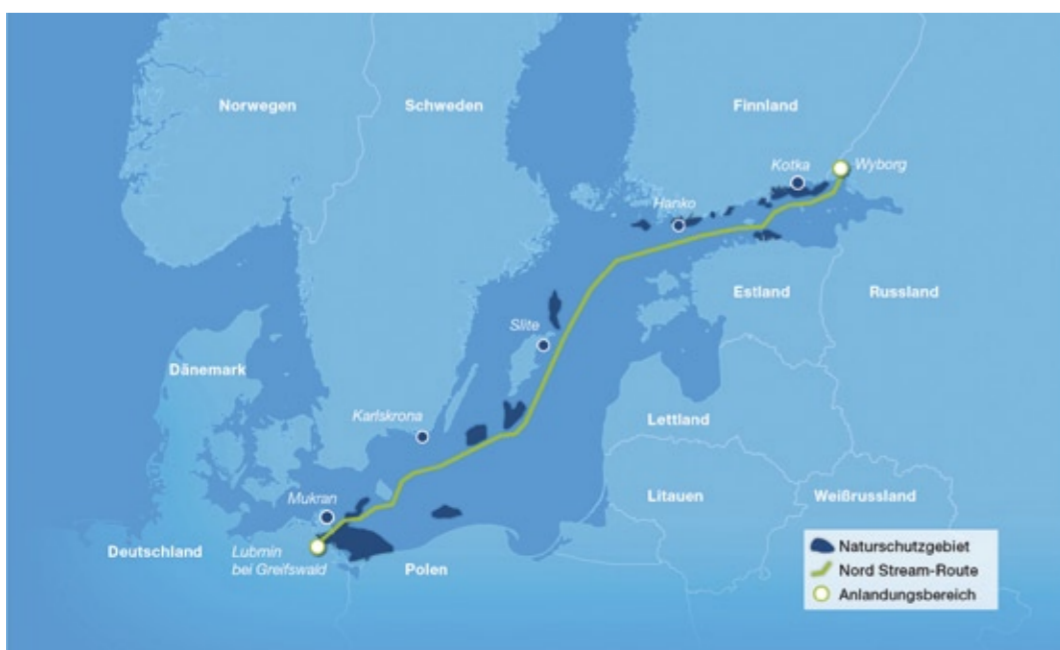 Norwegen
Schweden
Finnland
Kotka
Wyborg
Hanko
Estland
Russland
Slite
Dänemark
Karlskrona
Lettland
Mukran
Litauen
Weißrussland
Deutschland
Lubmin
bei Greifswald
Polen
Naturschutzgebiet
Nord Stream-Route
Anlandungsbereich